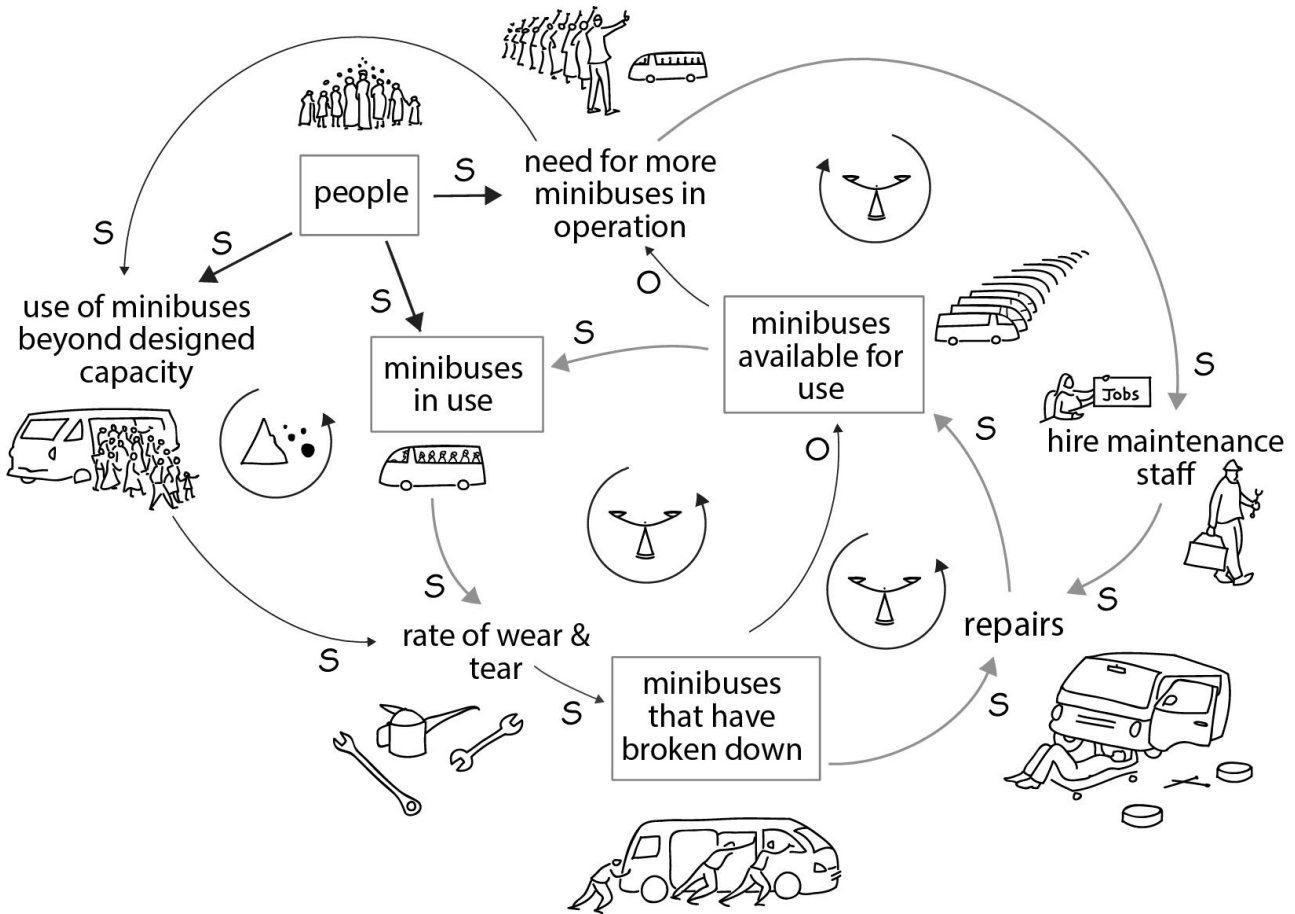 need for more
minibuses in
operation
people
S
S
S
S
O
S
S
use of minibuses
beyond designed
capacity
minibuses
in use
minibuses
available for
use
Jobs
hire maintenance
staff
S
O
S
S
rate of wear &
tear
S
S
repairs
minibuses
that have
broken down
S